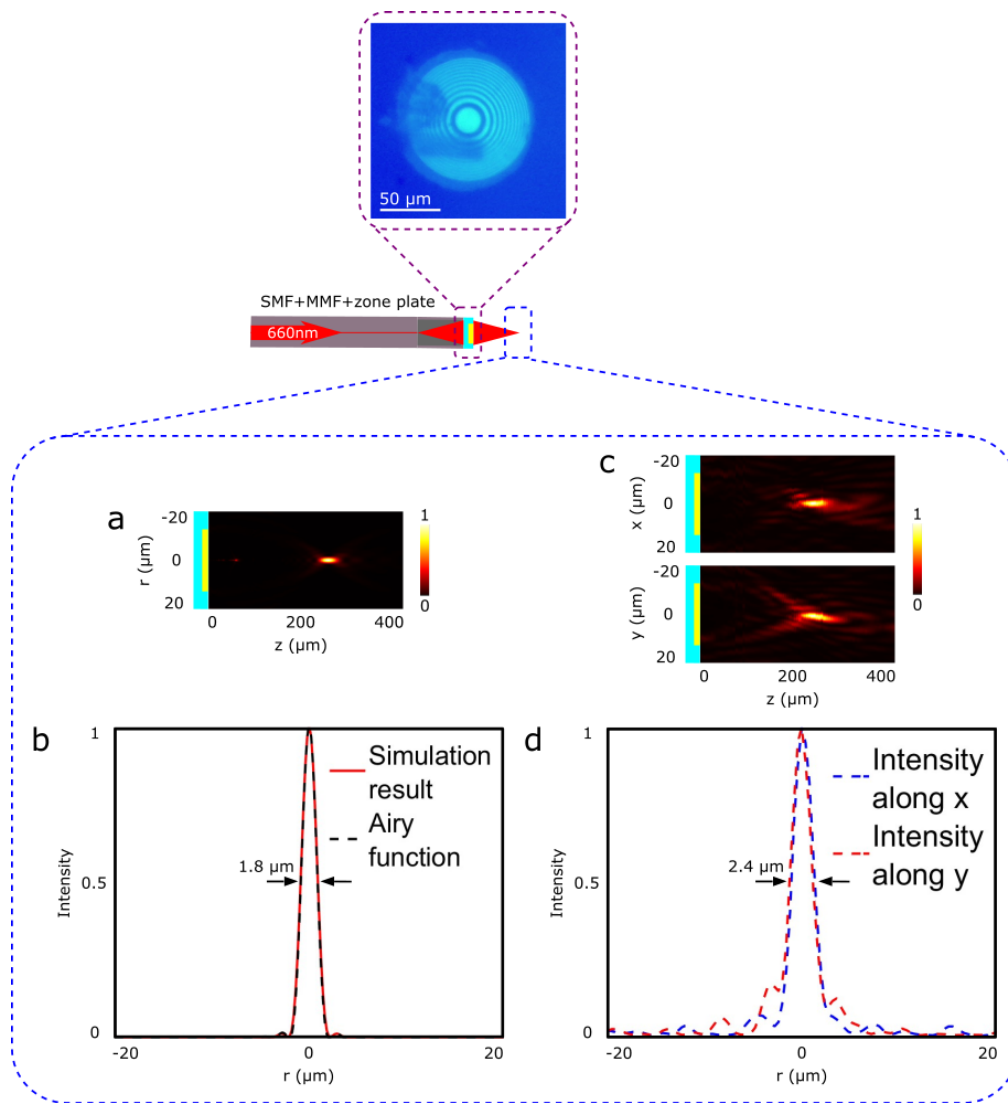 50 μm
SMF+MMF+zone plate
660nm
a
-20
0
20
r (μm)
0
200
400
z (μm)
1
0
c
-20
0
20
x (μm)
-20
0
20
y (μm)
0
200
400
z (μm)
1
0
b
1
0.5
0
Intensity
Simulation
result
Airy
function
1.8 μm
-20
0
20
r (μm)
d
1
0.5
0
Intensity
Intensity
along x
Intensity
along y
2.4 μm
-20
0
20
r (μm)